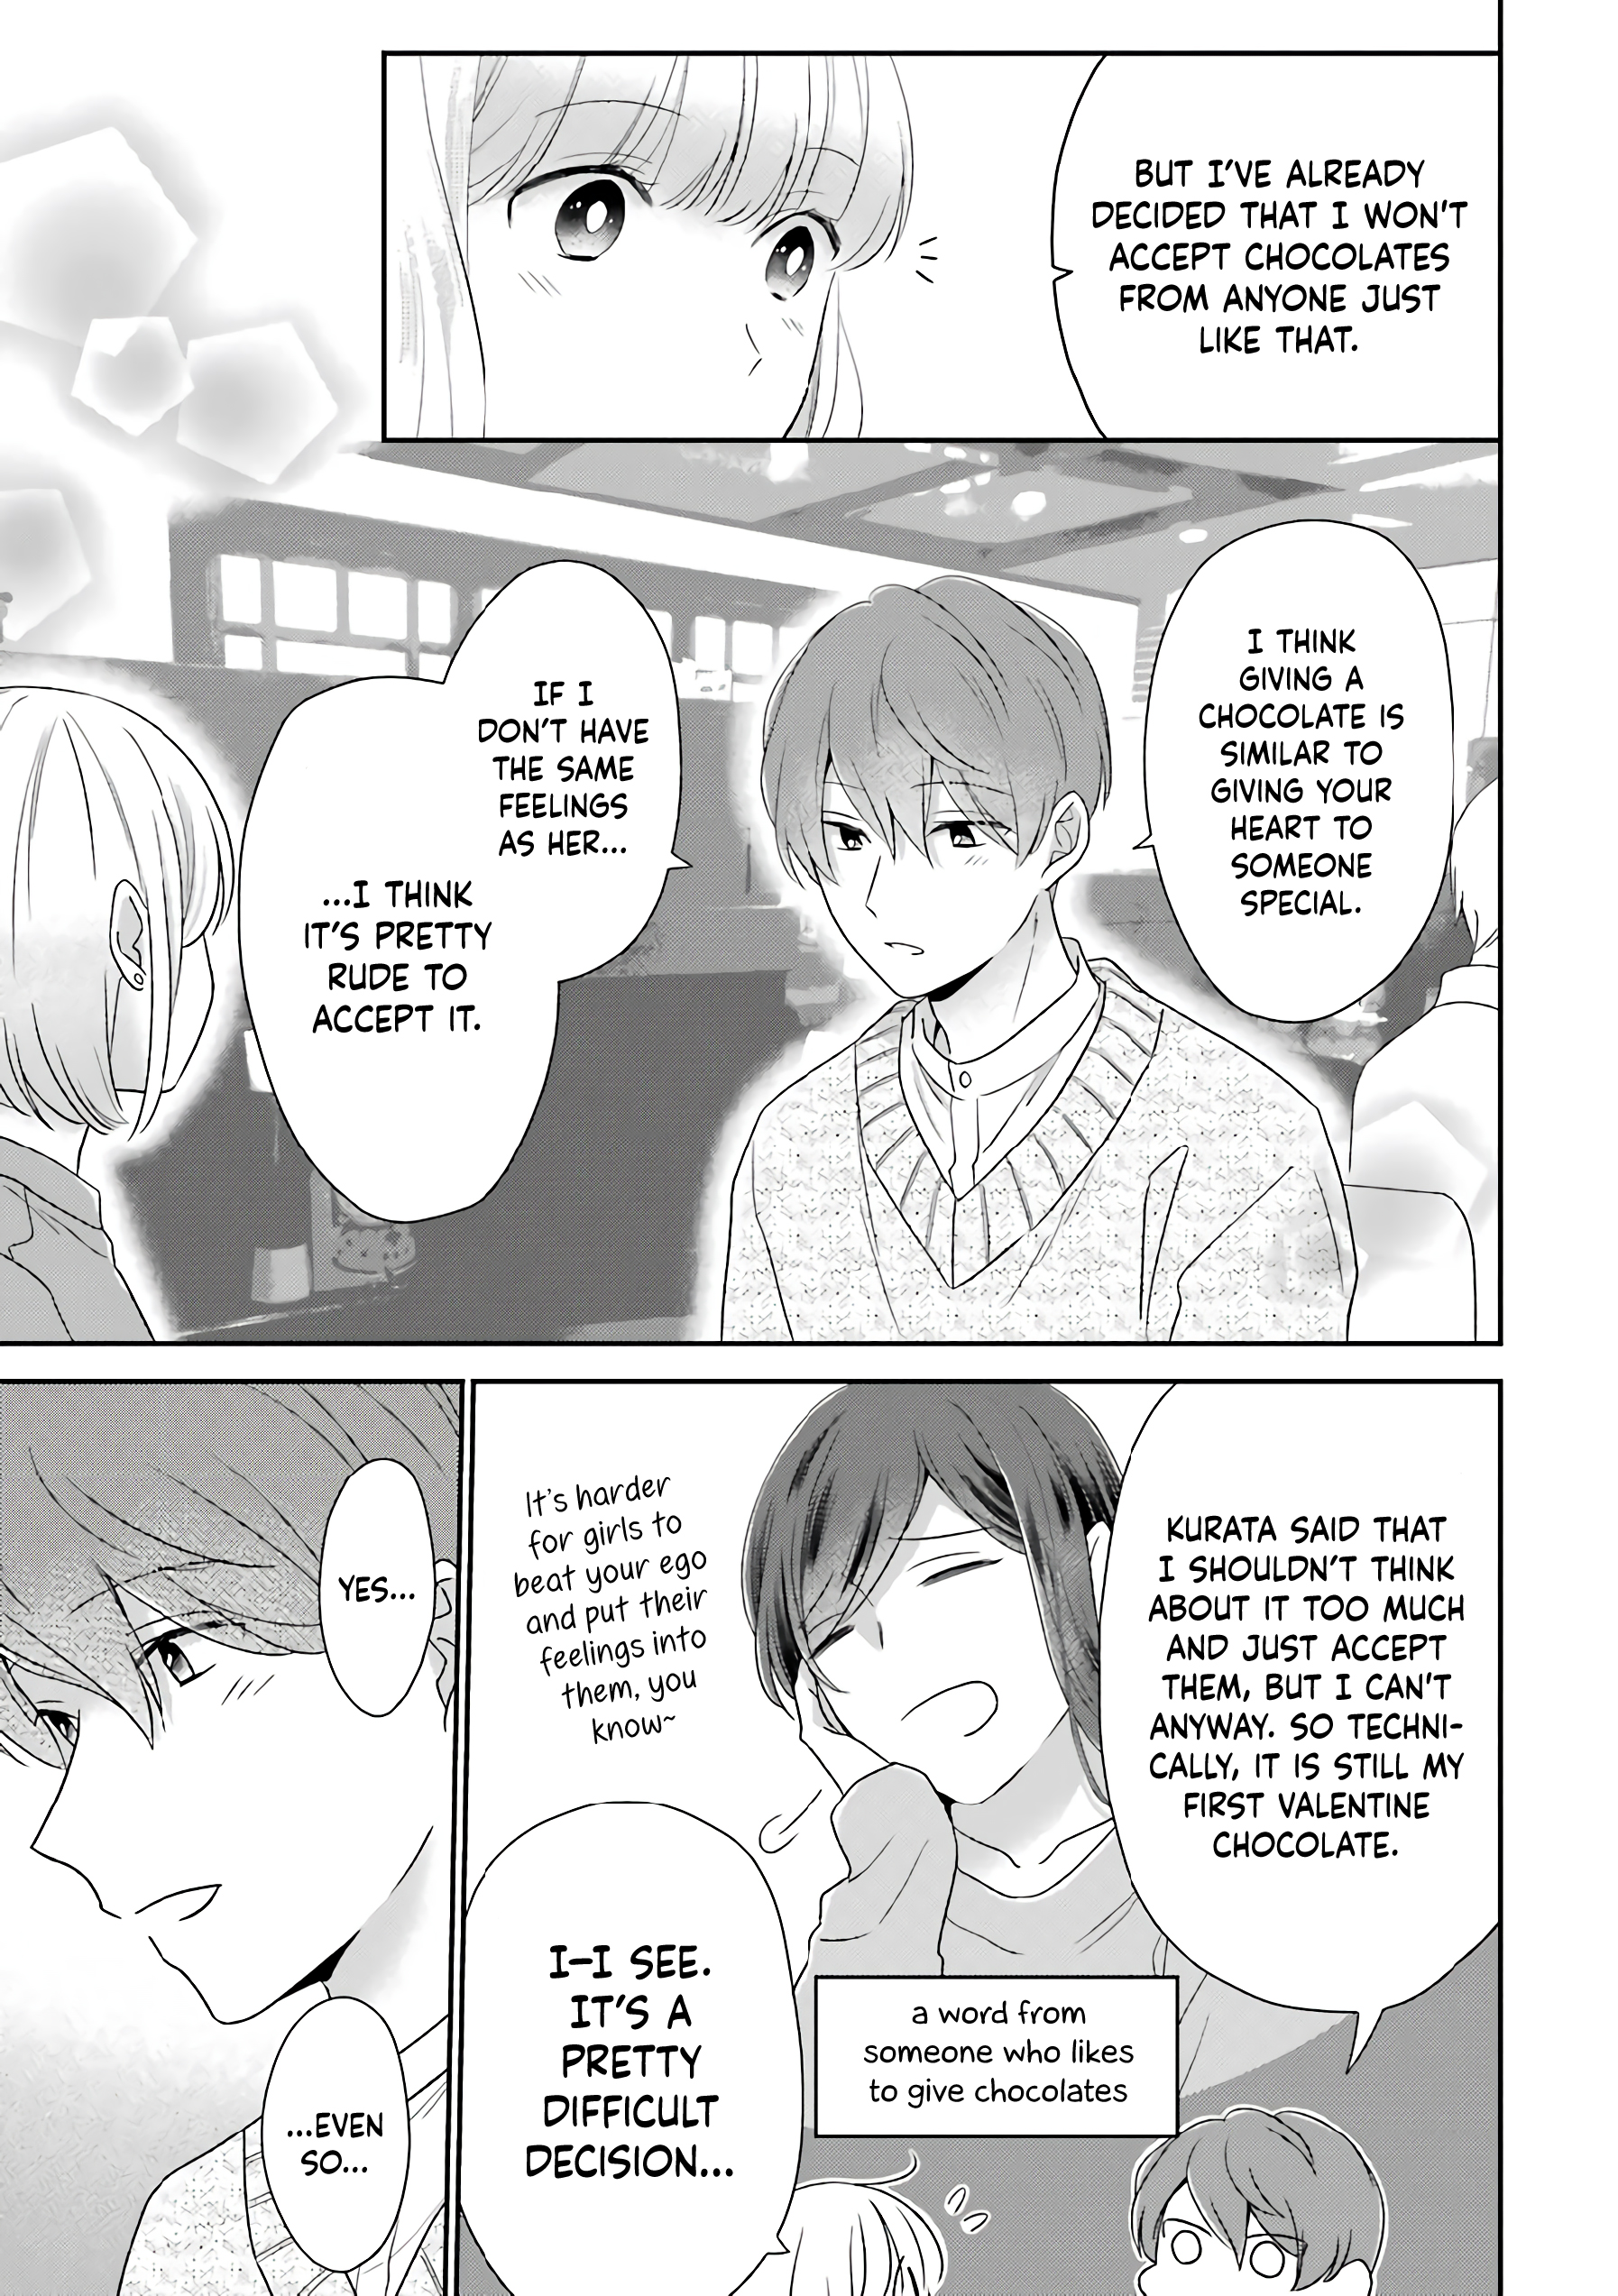 BUT I'VE ALREADY
DECIDED THAT I WON'T
ACCEPT CHOCOLATES
FROM ANYONE JUST
LIKE THAT.
I THINK
GIVING A
CHOCOLATE IS
SIMILAR TO
GIVING YOUR
HEART TO
SOMEONE
SPECIAL.
IF I
DON'T HAVE
THE SAME
FEELINGS
AS HER...
...I THINK
IT'S PRETTY
RUDE TO
ACCEPT IT.
KURATA SAID THAT
I SHOULDN'T THINK
ABOUT IT TOO MUCH
AND JUST ACCEPT
THEM, BUT I CAN'T
ANYWAY. SO TECHNI-
CALLY, IT IS STILL MY
FIRST VALENTINE
CHOCOLATE.
It's harder
for girls to
beat your ego
and put their
feelings into
them, you
know~
a word from
someone who likes
to give chocolates
I-I SEE.
IT'S A
PRETTY
DIFFICULT
DECISION...
YES...
...EVEN
SO...